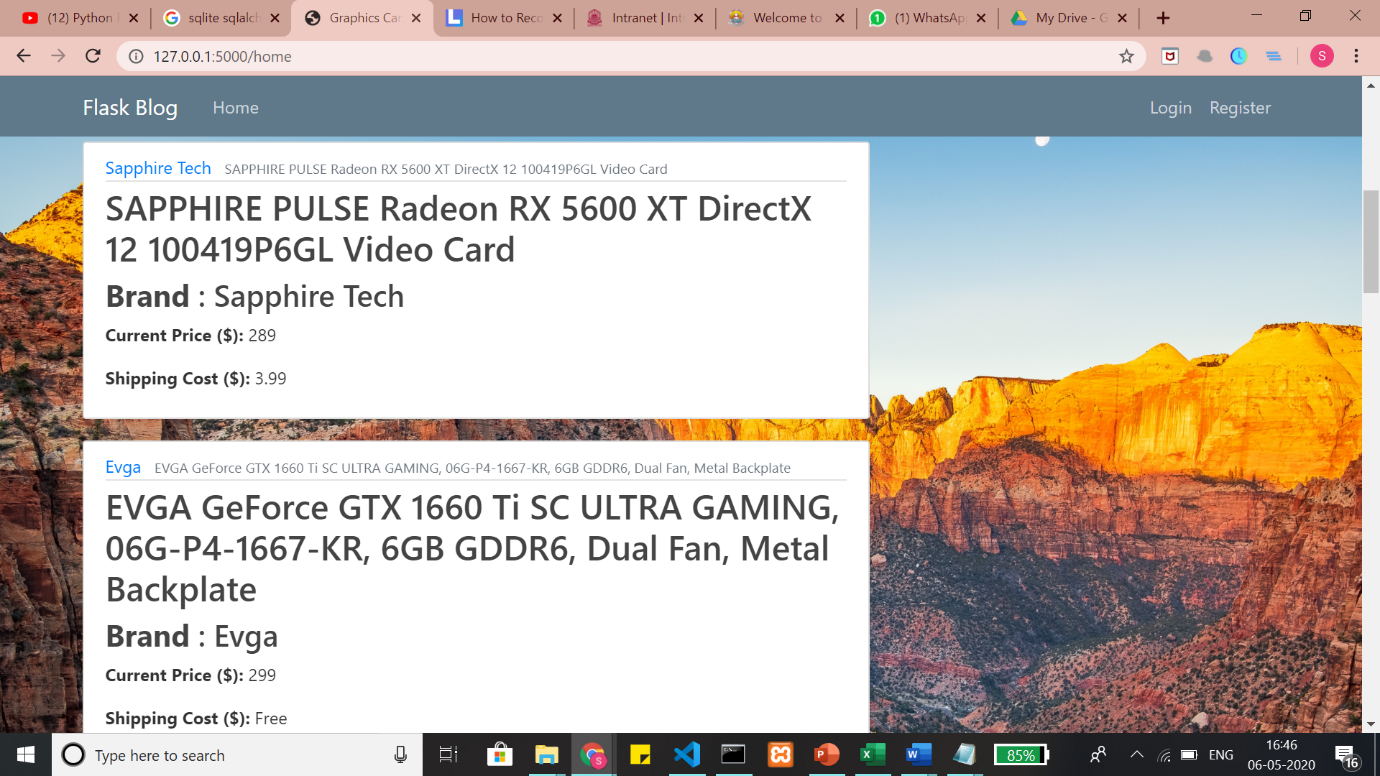 (12) Python
sqlite sqlalch
Graphics Car
How to Reco
Intranet | Int
Welcome to
(1) WhatsAp
My Drive - G
127.0.0.1:5000/home
S
Flask Blog Home Login Register
Sapphire Tech SAPPHIRE PULSE Radeon RX 5600 XT DirectX 12 100419P6GL Video Card
SAPPHIRE PULSE Radeon RX 5600 XT DirectX
12 100419P6GL Video Card
Brand : Sapphire Tech
Current Price ($): 289
Shipping Cost ($): 3.99
Evga EVGA GeForce GTX 1660 Ti SC ULTRA GAMING, 06G-P4-1667-KR, 6GB GDDR6, Dual Fan, Metal Backplate
EVGA GeForce GTX 1660 Ti SC ULTRA GAMING,
06G-P4-1667-KR, 6GB GDDR6, Dual Fan, Metal
Backplate
Brand : Evga
Current Price ($): 299
Shipping Cost ($): Free
Type here to search
85%
ENG
16:46
06-05-2020
16